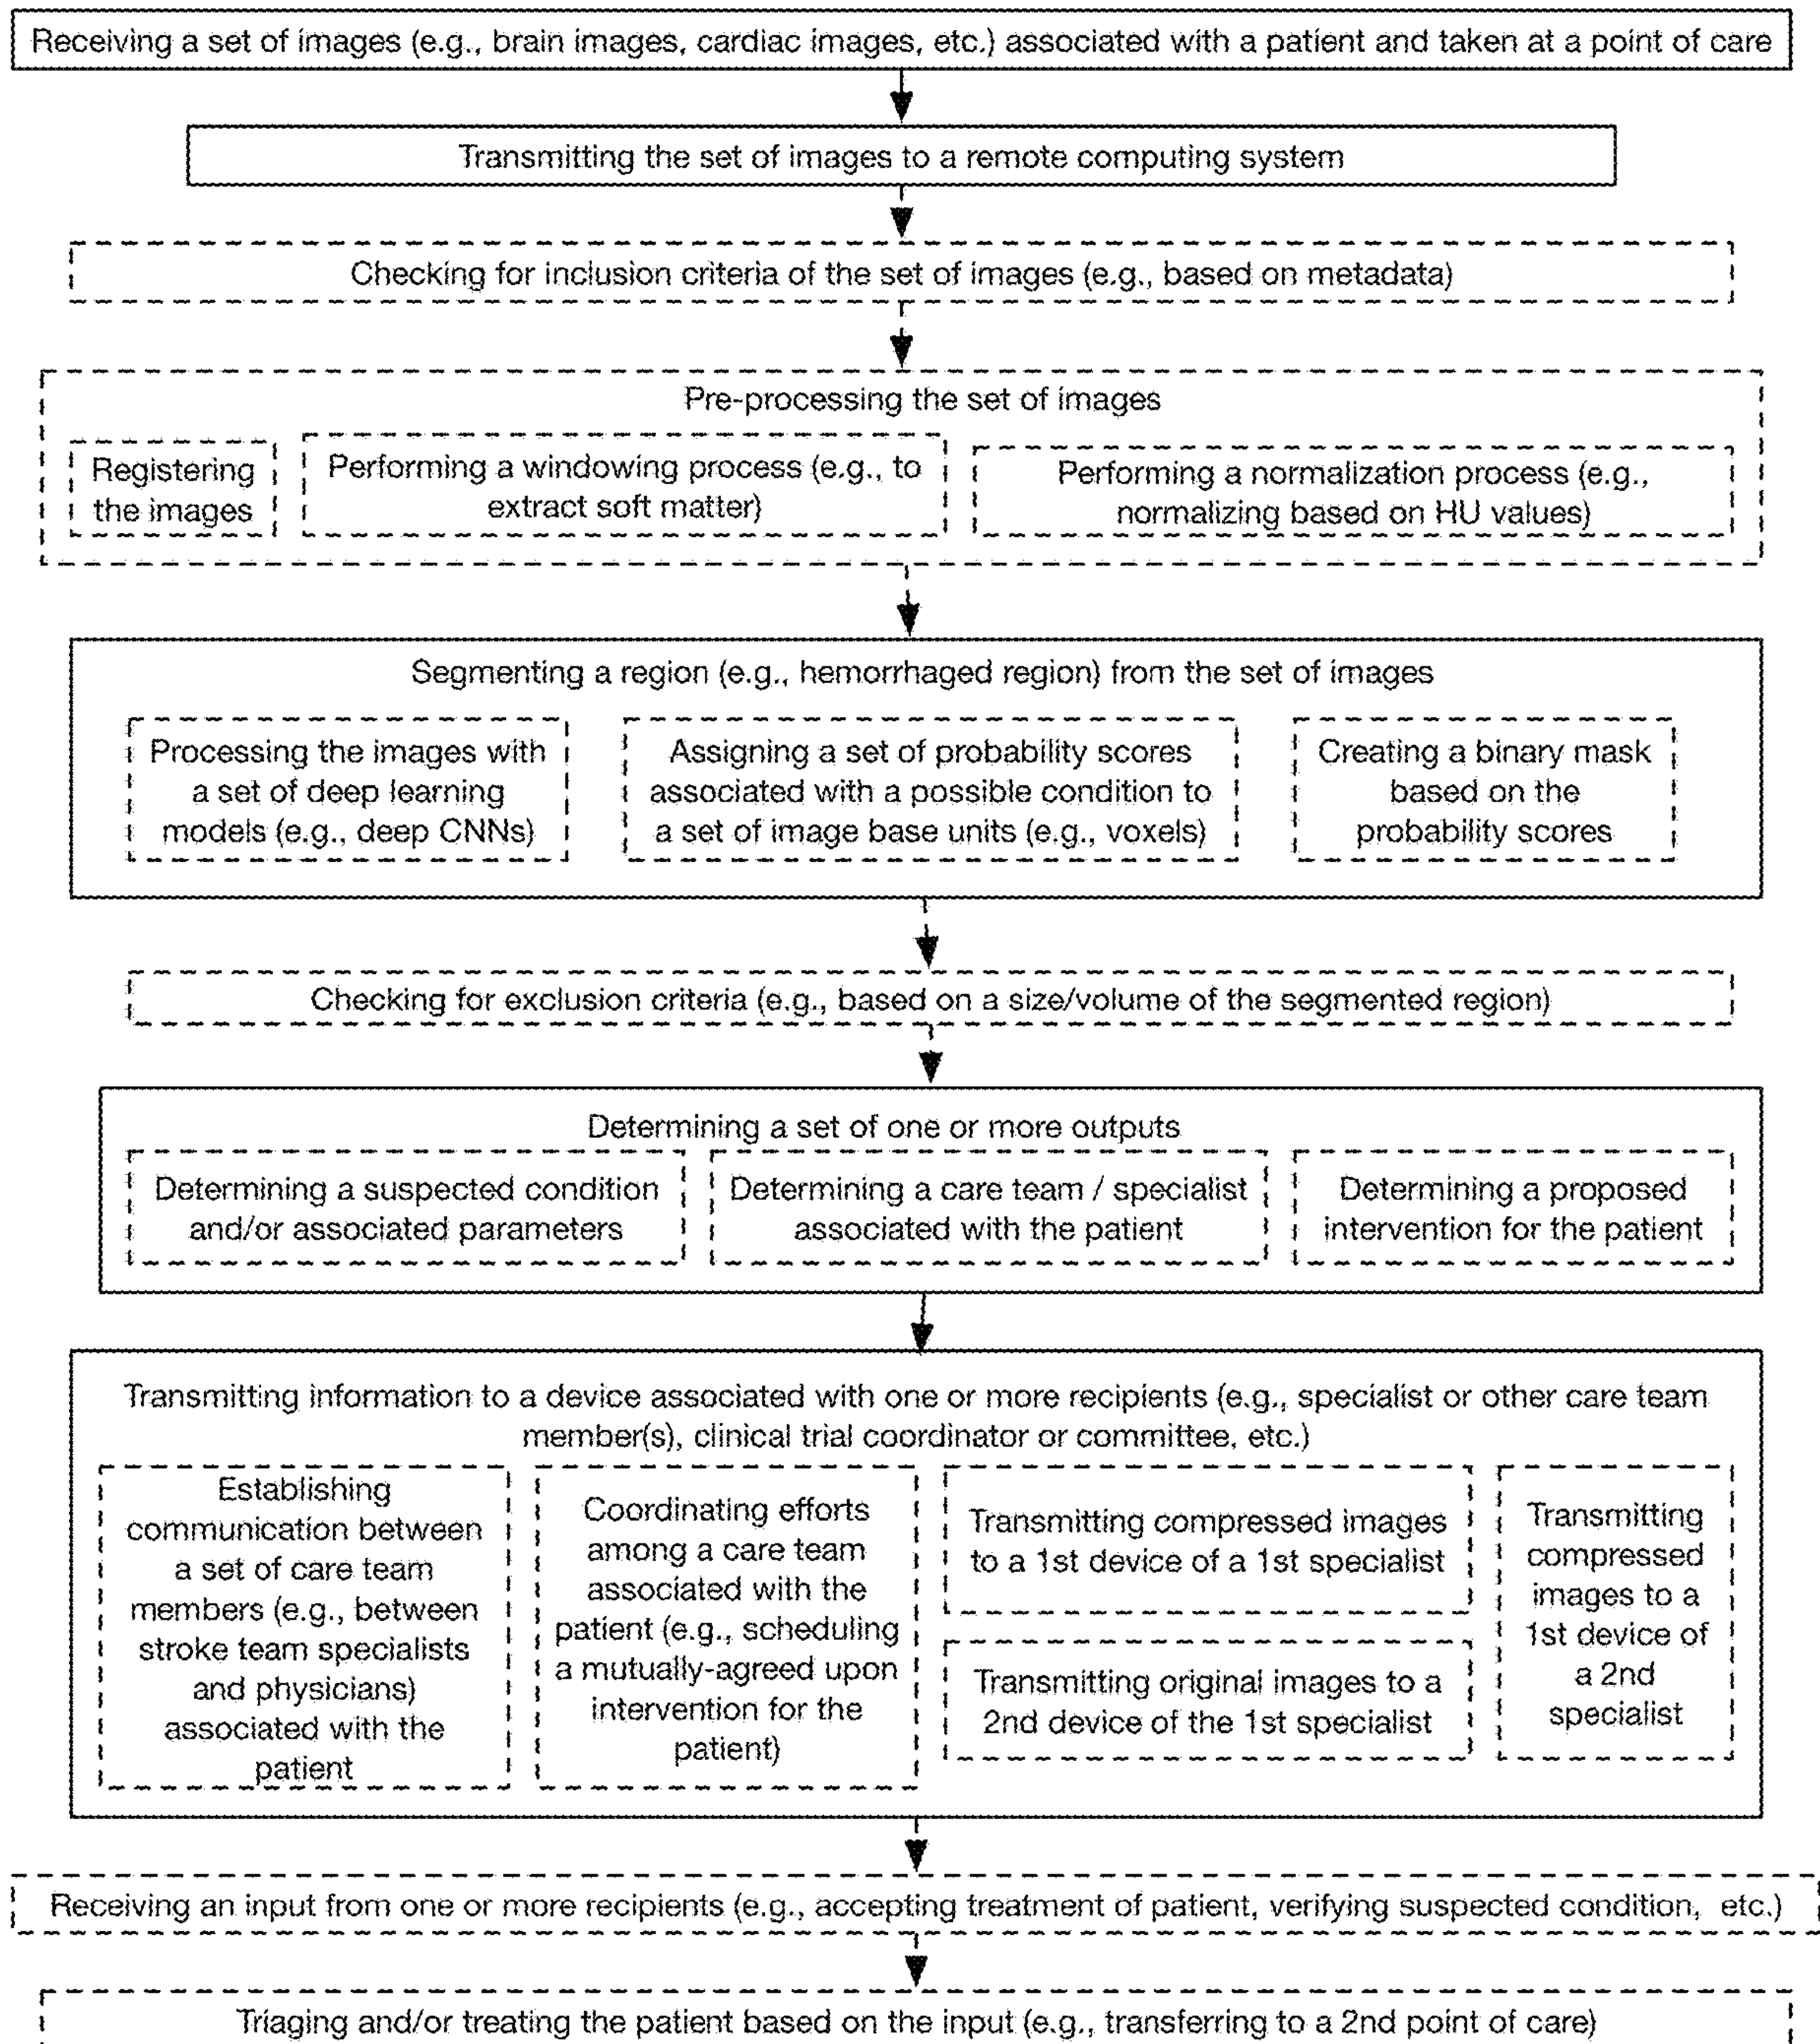 Receiving a set of images (e.g., brain images, cardiac images, etc.) associated with a patient and taken at a point of care
Transmitting the set of images to a remote computing system
Checking for inclusion criteria of the set of images (e.g., based on metadata)
Pre-processing the set of images
Registering
the images
Performing a windowing process (e.g., to
extract soft matter)
Performing a normalization process (e.g.,
normalizing based on HU values)
Segmenting a region (e.g., hemorrhaged region) from the set of images
Processing the images with
a set of deep learning
models (e.g., deep CNNs)
Assigning a set of probability scores
associated with a possible condition to
a set of image base units (e.g., voxels)
Creating a binary mask
based on the
probability scores
Checking for exclusion criteria (e.g., based on a size/volume of the segmented region)
Determining a set of one or more outputs
Determining a suspected condition
and/or associated parameters
Determining a care team / specialist
associated with the patient
Determining a proposed
intervention for the patient
Transmitting information to a device associated with one or more recipients (e.g., specialist or other care team
member(s), clinical trial coordinator or committee, etc.)
Establishing
communication between
a set of care team
members (e.g., between
stroke team specialists
and physicians)
associated with the
patient
Coordinating efforts
among a care team
associated with the
patient (e.g., scheduling
a mutually-agreed upon
intervention for the
patient)
Transmitting compressed images
to a 1st device of a 1st specialist
Transmitting original images to a
2nd device of the 1st specialist
Transmitting
compressed
images to a
1st device of
a 2nd
specialist
Receiving an input from one or more recipients (e.g., accepting treatment of patient, verifying suspected condition, etc.)
Triaging and/or treating the patient based on the input (e.g., transferring to a 2nd point of care)